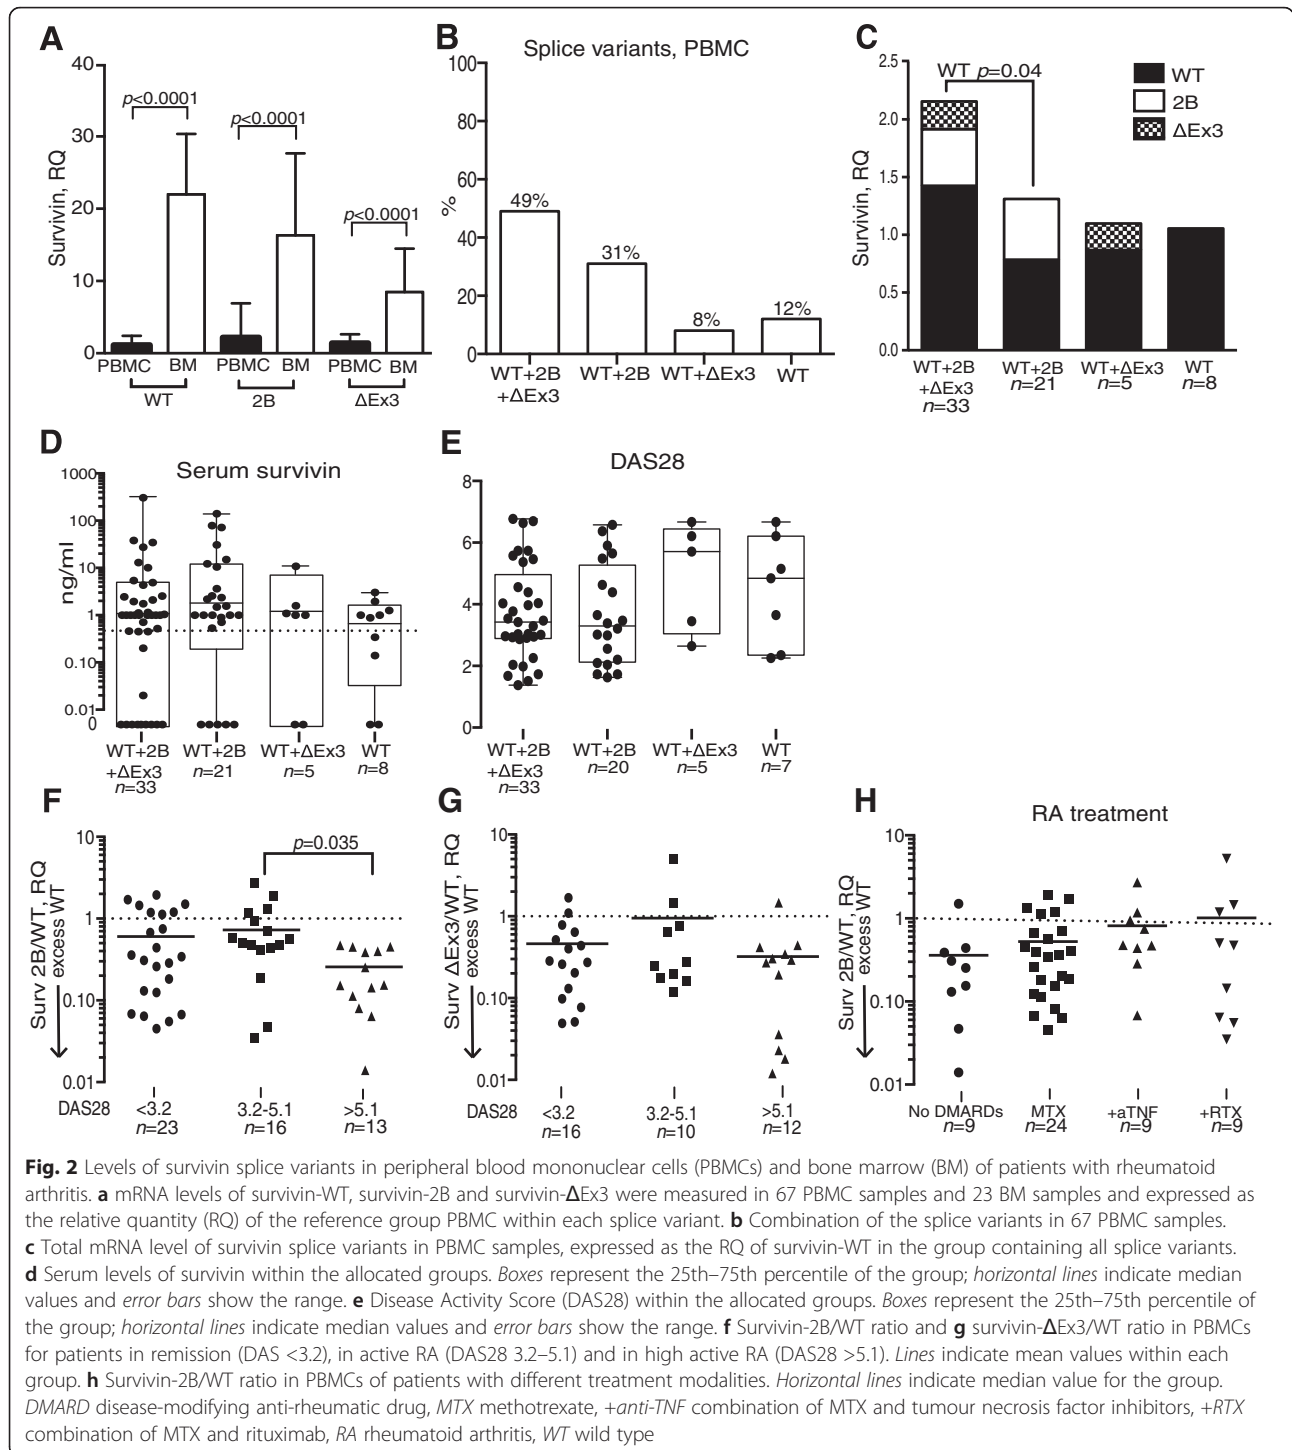 A
Survivin, RQ
40
30
20
10
0
p<0.0001
p<0.0001
p<0.0001
PBMC BM PBMC BM PBMC BM
WT 2B ΔEx3
B
Splice variants, PBMC
%
100
80
60
40
20
0
49%
31%
8%
12%
WT+2B WT+2B WT+ΔEx3 WT
+ΔEx3
C
Survivin, RQ
2.5
2.0
1.5
1.0
0.5
0.0
WT p=0.04
WT
2B
ΔEx3
WT+2B WT+2B WT+ΔEx3 WT
+ΔEx3 n=21 n=5 n=8
n=33
D
Serum survivin
ng/ml
1000
100
10
1
0.10
0.01
0
WT+2B WT+2B WT+ΔEx3 WT
+ΔEx3 n=21 n=5 n=8
n=33
E
DAS28
8
6
4
2
0
WT+2B WT+2B WT+ΔEx3 WT
+ΔEx3 n=20 n=5 n=7
n=33
F
Surv 2B/WT, RQ
excess WT
10
1
0.10
0.01
p=0.035
DAS28 <3.2 3.2-5.1 >5.1
n=23 n=16 n=13
G
Surv ΔEx3/WT, RQ
excess WT
10
1
0.10
0.01
DAS28 <3.2 3.2-5.1 >5.1
n=16 n=10 n=12
H
RA treatment
Surv 2B/WT, RQ
excess WT
10
1
0.10
0.01
No DMARDs MTX +aTNF +RTX
n=9 n=24 n=9 n=9
Fig. 2 Levels of survivin splice variants in peripheral blood mononuclear cells (PBMCs) and bone marrow (BM) of patients with rheumatoid
arthritis. a mRNA levels of survivin-WT, survivin-2B and survivin-ΔEx3 were measured in 67 PBMC samples and 23 BM samples and expressed as
the relative quantity (RQ) of the reference group PBMC within each splice variant. b Combination of the splice variants in 67 PBMC samples.
c Total mRNA level of survivin splice variants in PBMC samples, expressed as the RQ of survivin-WT in the group containing all splice variants.
d Serum levels of survivin within the allocated groups. Boxes represent the 25th–75th percentile of the group; horizontal lines indicate median
values and error bars show the range. e Disease Activity Score (DAS28) within the allocated groups. Boxes represent the 25th–75th percentile of
the group; horizontal lines indicate median values and error bars show the range. f Survivin-2B/WT ratio and g survivin-ΔEx3/WT ratio in PBMCs
for patients in remission (DAS <3.2), in active RA (DAS28 3.2–5.1) and in high active RA (DAS28 >5.1). Lines indicate mean values within each
group. h Survivin-2B/WT ratio in PBMCs of patients with different treatment modalities. Horizontal lines indicate median value for the group.
DMARD disease-modifying anti-rheumatic drug, MTX methotrexate, +anti-TNF combination of MTX and tumour necrosis factor inhibitors, +RTX
combination of MTX and rituximab, RA rheumatoid arthritis, WT wild type